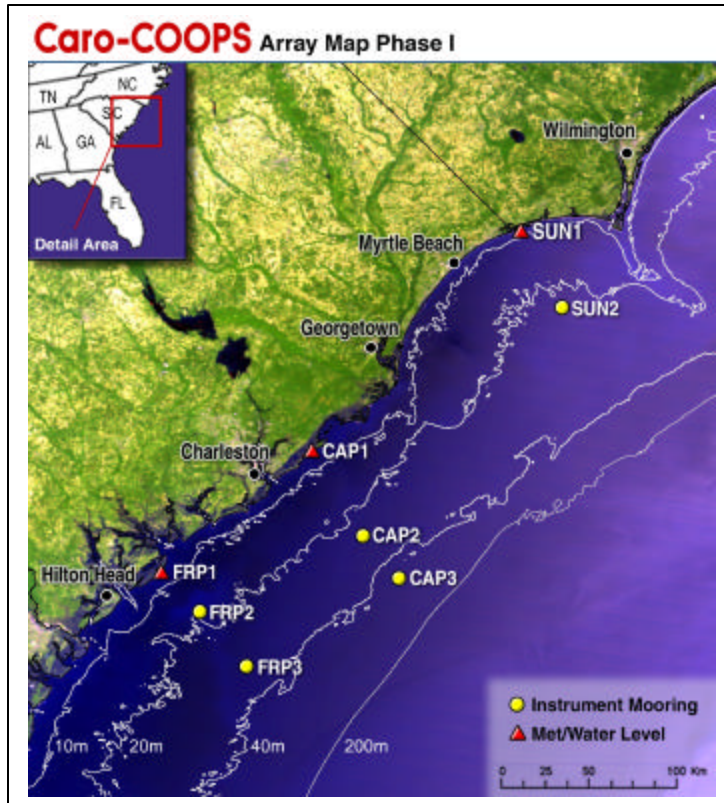 Caro-COOPS Array Map Phase I
NC
TN
SC
AL
GA
FL
Detail Area
Wilmington
SUN1
Myrtle Beach
SUN2
Georgetown
Charleston
CAP1
CAP2
CAP3
FRP1
Hilton Head
FRP2
FRP3
Instrument Mooring
Met/Water Level
10m 20m 40m 200m
0 25 50 100 Km